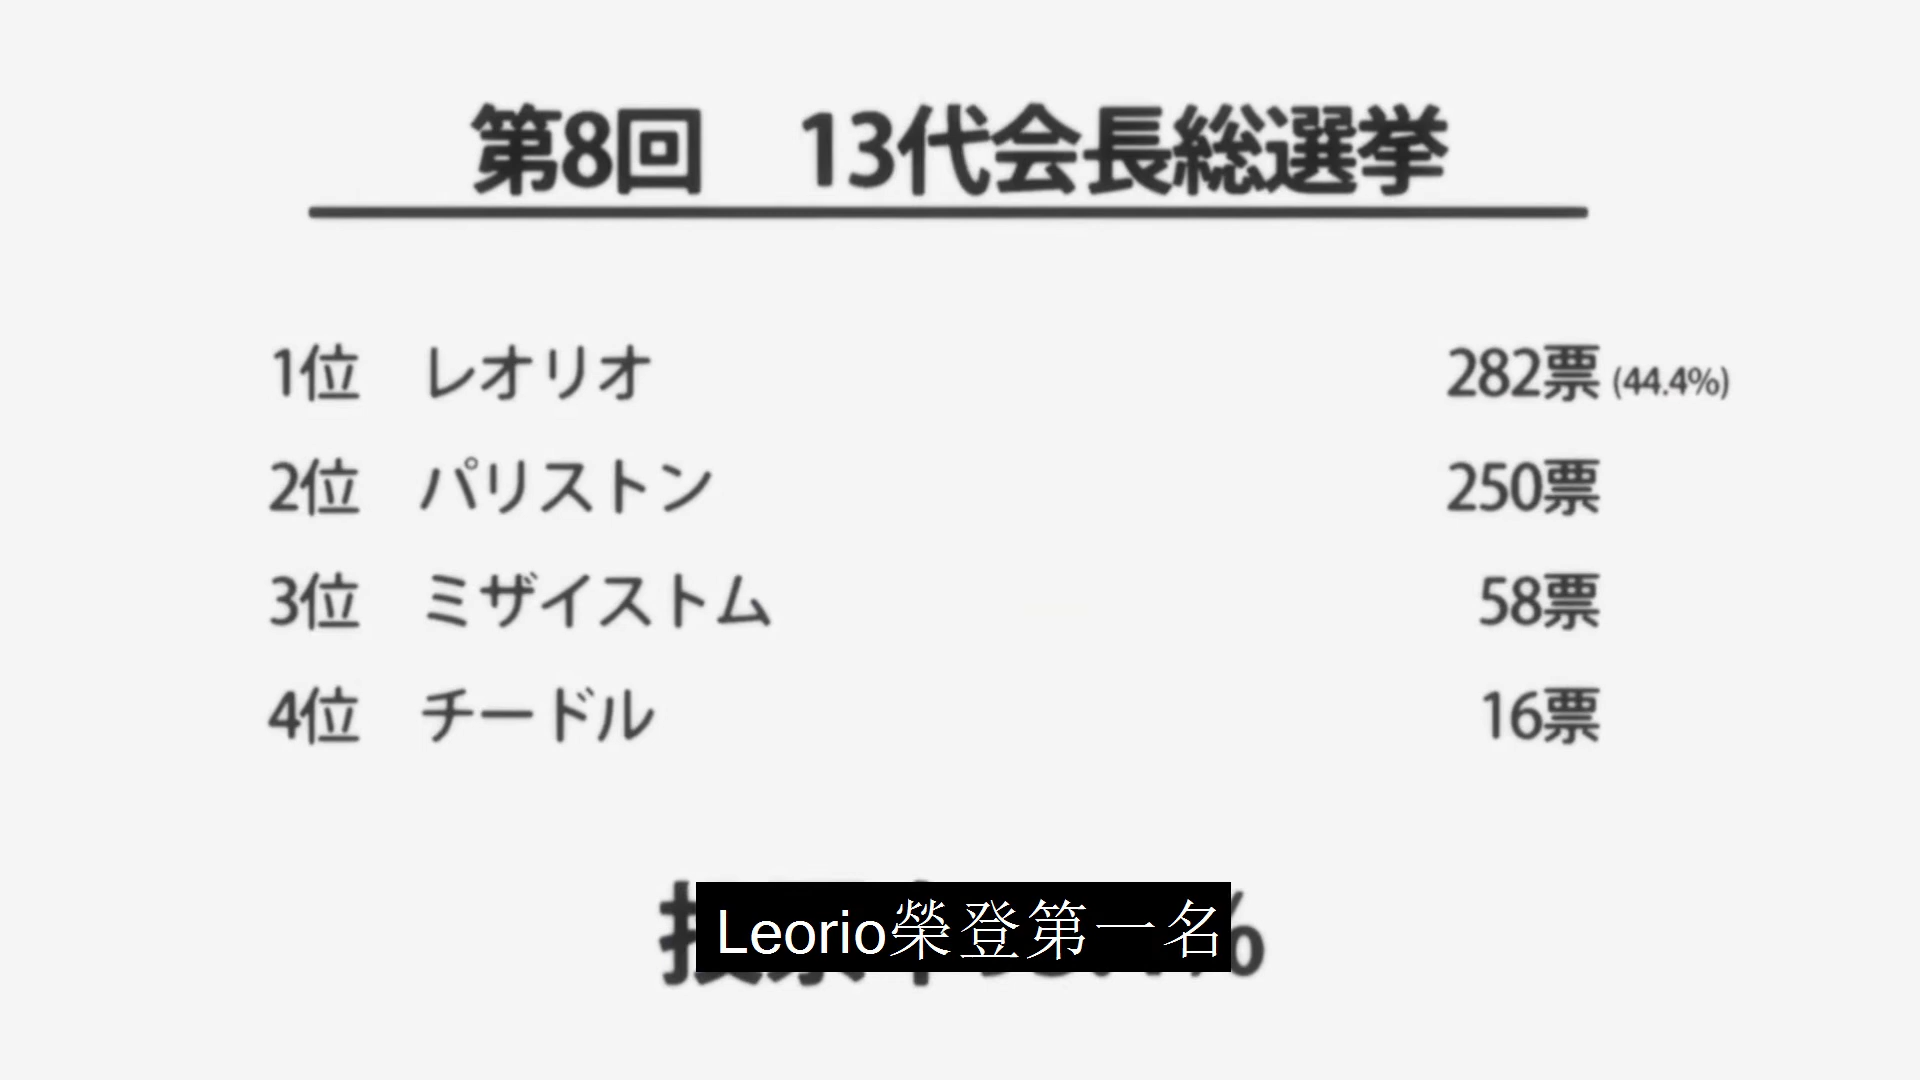 第8回　13代会長総選挙
1位　レオリオ　282票 (44.4%)
2位　パリストン　250票
3位　ミザイストム　58票
4位　チードル　16票
Leorio榮登第一名